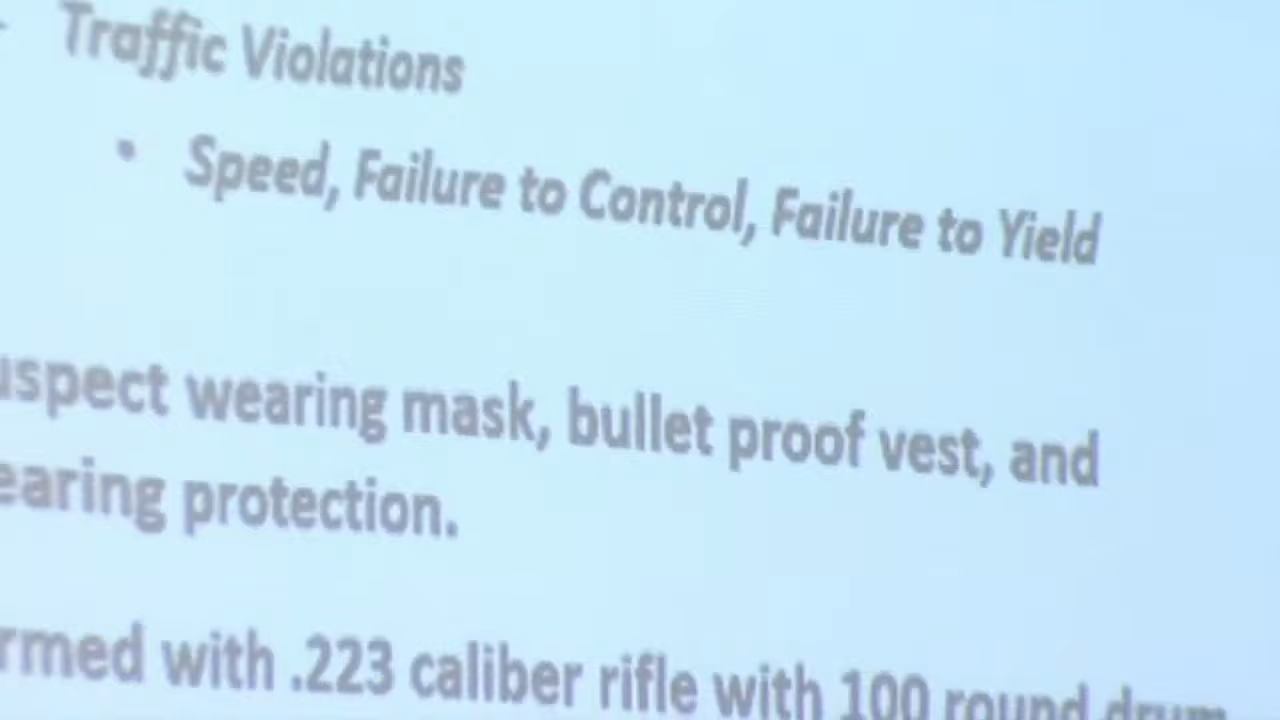 Traffic Violations
• Speed, Failure to Control, Failure to Yield
uspect wearing mask, bullet proof vest, and
earing protection.
rmed with .223 caliber rifle with 100 round drum